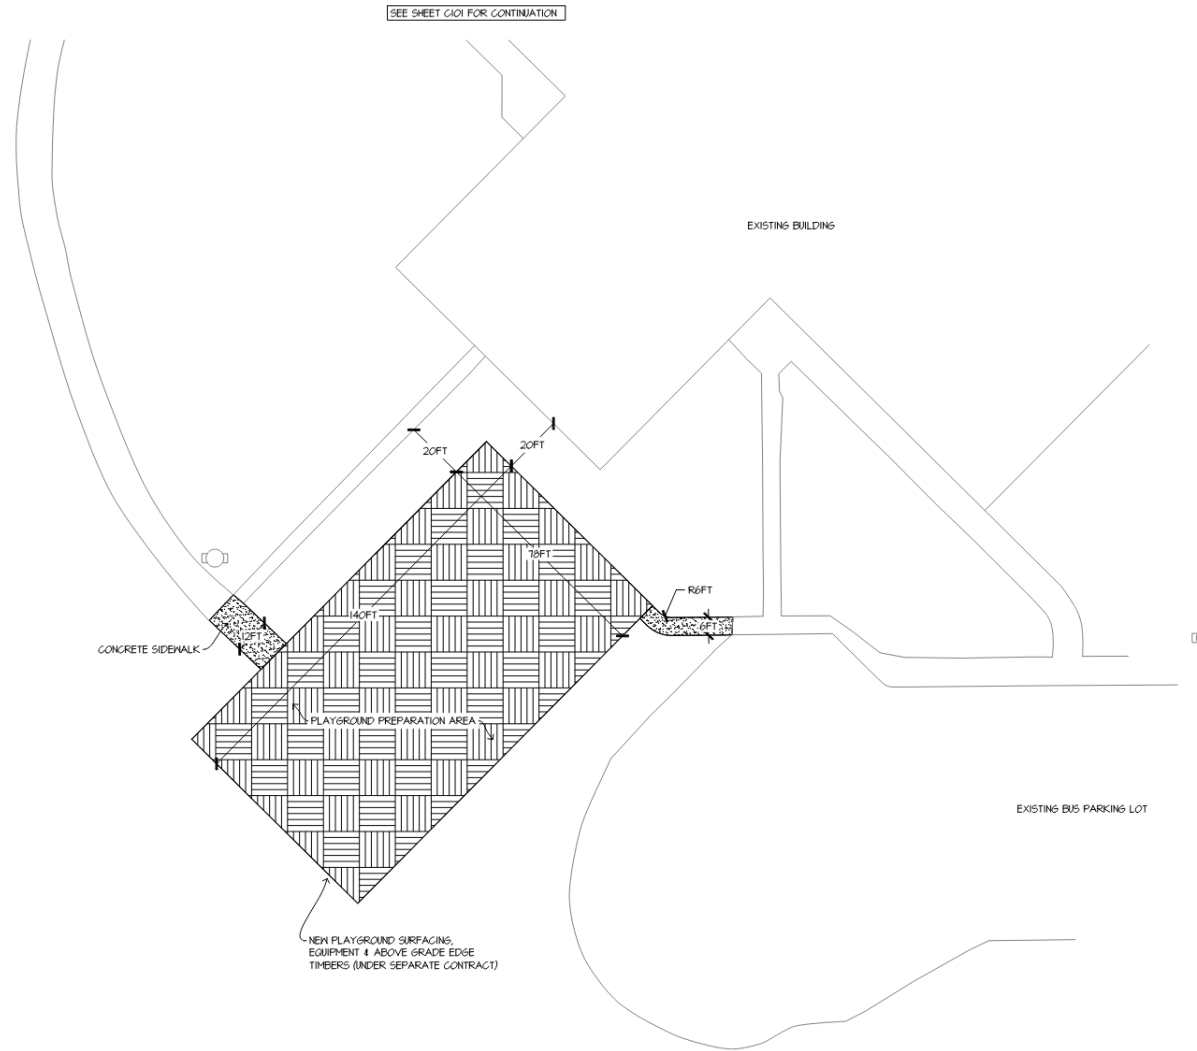 SEE SHEET C101 FOR CONTINUATION
EXISTING BUILDING
20FT
20FT
78FT
R6FT
140FT
6FT
12FT
CONCRETE SIDEWALK
PLAYGROUND PREPARATION AREA
EXISTING BUS PARKING LOT
NEW PLAYGROUND SURFACING,
EQUIPMENT & ABOVE GRADE EDGE
TIMBERS (UNDER SEPARATE CONTRACT)